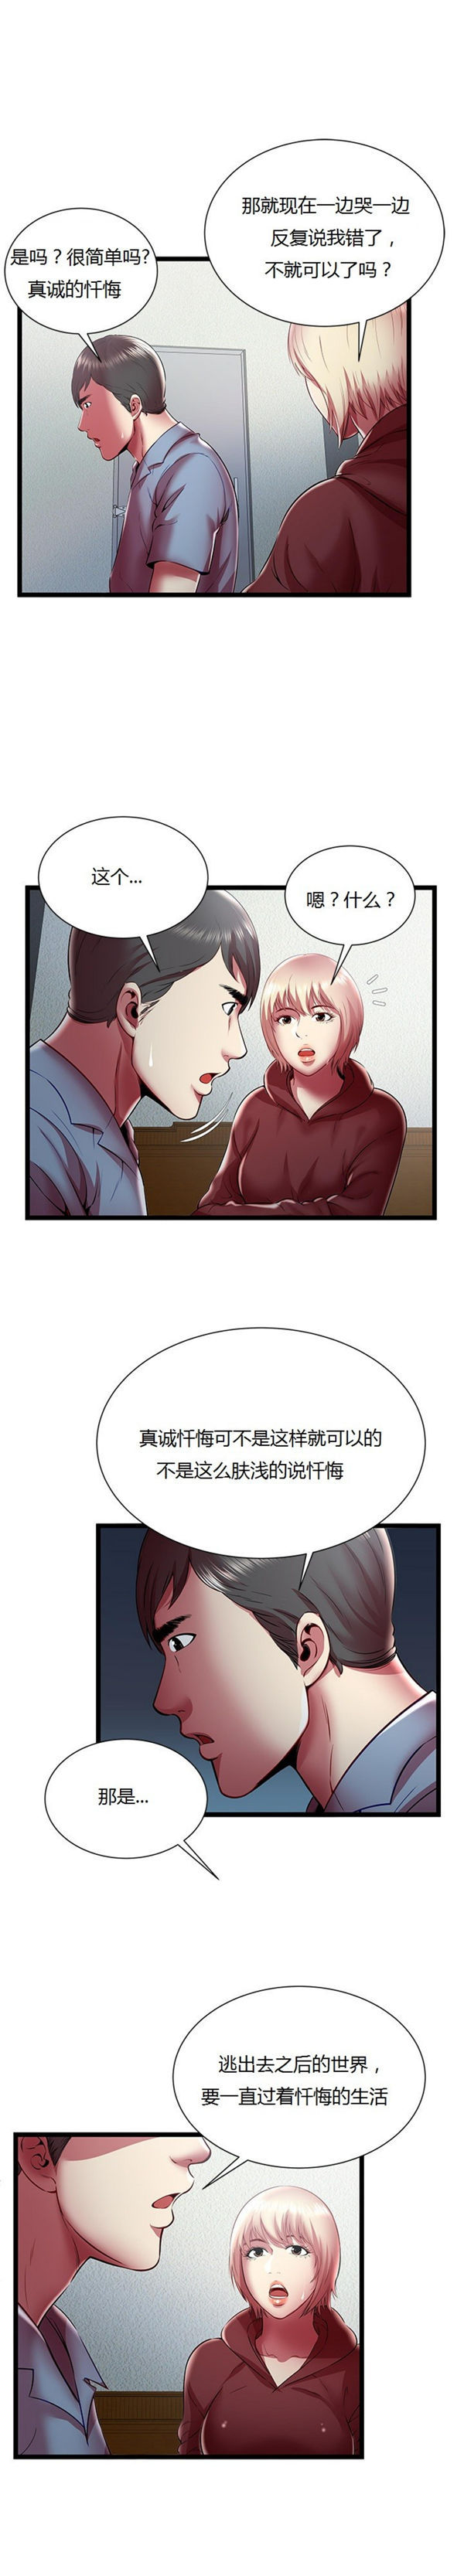 那就现在一边哭一边
反复说我错了，
不就可以了吗？
是吗？很简单吗?
真诚的忏悔
这个...
嗯？什么？
真诚忏悔可不是这样就可以的
不是这么肤浅的说忏悔
那是...
逃出去之后的世界，
要一直过着忏悔的生活